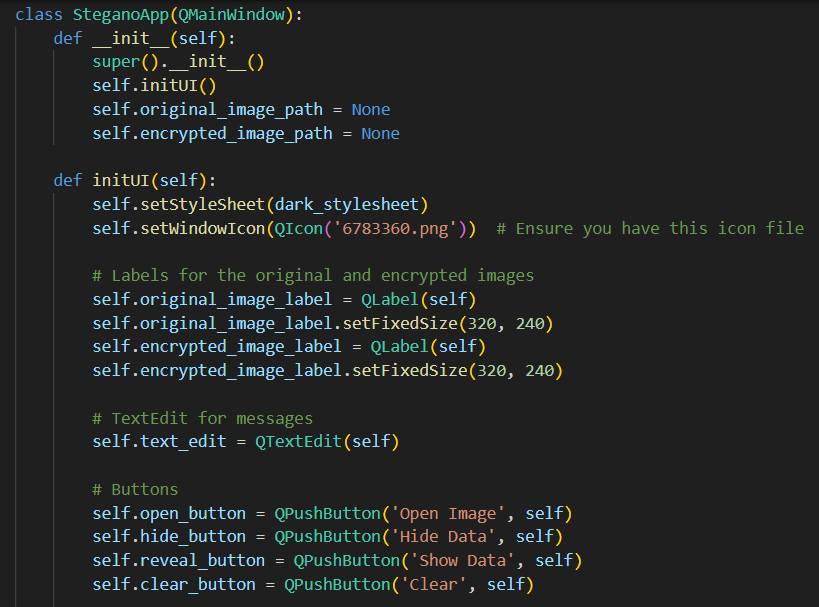 class SteganoApp(QMainWindow):
    def __init__(self):
        super().__init__()
        self.initUI()
        self.original_image_path = None
        self.encrypted_image_path = None

    def initUI(self):
        self.setStyleSheet(dark_stylesheet)
        self.setWindowIcon(QIcon('6783360.png'))  # Ensure you have this icon file

        # Labels for the original and encrypted images
        self.original_image_label = QLabel(self)
        self.original_image_label.setFixedSize(320, 240)
        self.encrypted_image_label = QLabel(self)
        self.encrypted_image_label.setFixedSize(320, 240)

        # TextEdit for messages
        self.text_edit = QTextEdit(self)

        # Buttons
        self.open_button = QPushButton('Open Image', self)
        self.hide_button = QPushButton('Hide Data', self)
        self.reveal_button = QPushButton('Show Data', self)
        self.clear_button = QPushButton('Clear', self)